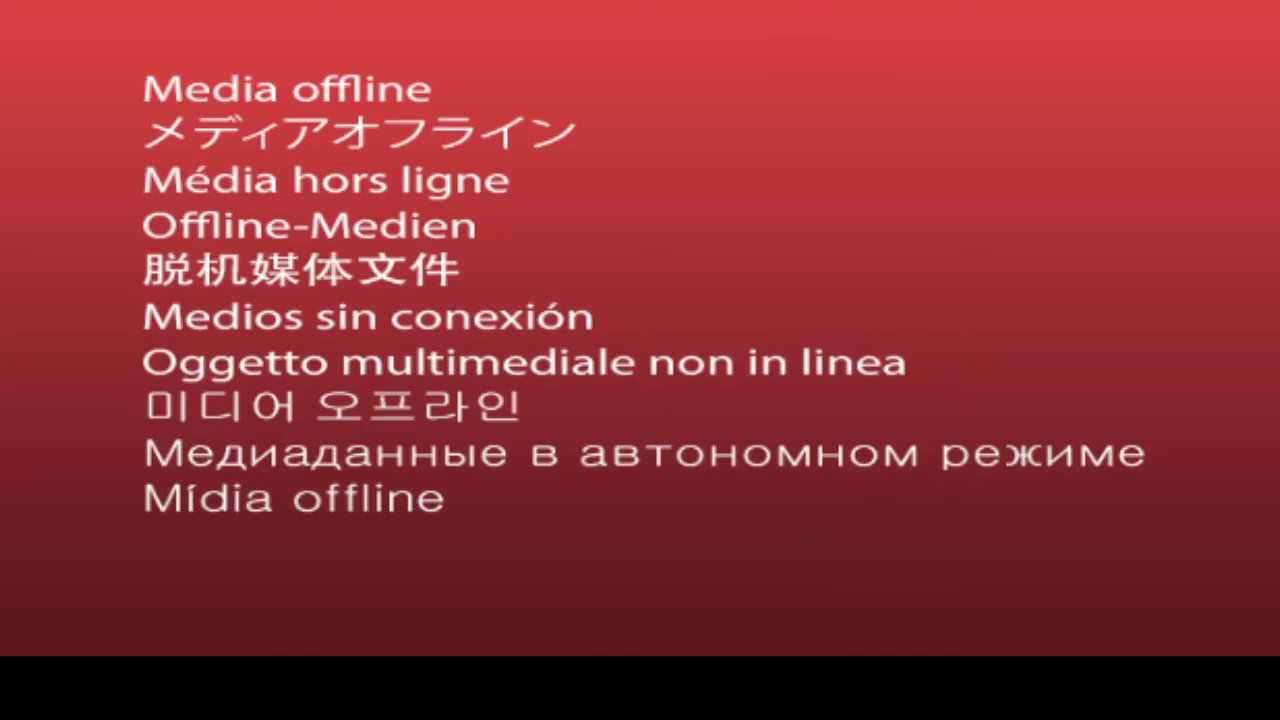 Media offline
メディアオフライン
Média hors ligne
Offline-Medien
脱机媒体文件
Medios sin conexión
Oggetto multimediale non in linea
미디어 오프라인
Медиаданные в автономном режиме
Mídia offline